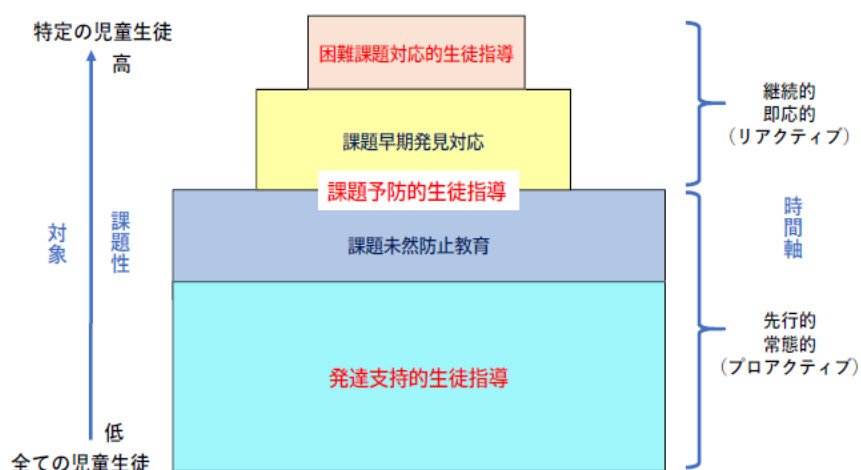 特定の児童生徒
高
困難課題対応的生徒指導
継続的
即応的
(リアクティブ)
課題早期発見対応
課題予防的生徒指導
対象
課題性
時間軸
課題未然防止教育
先行的
常態的
(プロアクティブ)
発達支持的生徒指導
低
全ての児童生徒